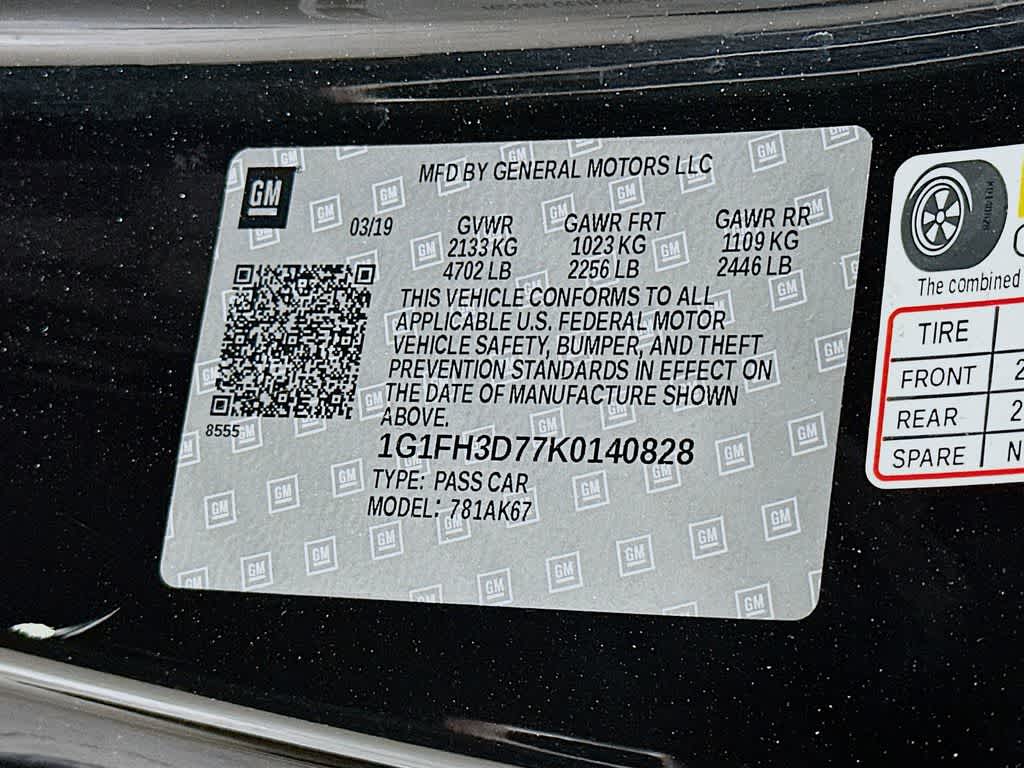 GM
MFD BY GENERAL MOTORS LLC
03/19 GVWR GAWR FRT GAWR RR
2133 KG 1023 KG 1109 KG
4702 LB 2256 LB 2446 LB
THIS VEHICLE CONFORMS TO ALL
APPLICABLE U.S. FEDERAL MOTOR
VEHICLE SAFETY, BUMPER, AND THEFT
PREVENTION STANDARDS IN EFFECT ON
THE DATE OF MANUFACTURE SHOWN
ABOVE.
8555
1G1FH3D77K0140828
TYPE: PASS CAR
MODEL: 781AK67
The combined
TIRE
FRONT 2
REAR 2
SPARE N